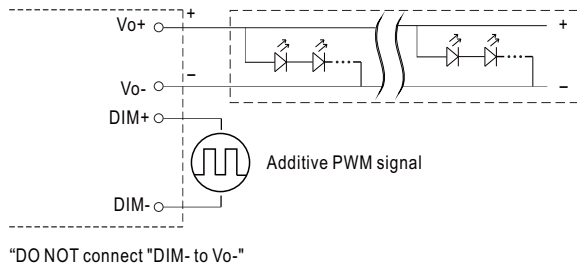 Vo+
+
+
Vo-
−
−
DIM+
DIM-
Additive PWM signal
“DO NOT connect "DIM- to Vo-"